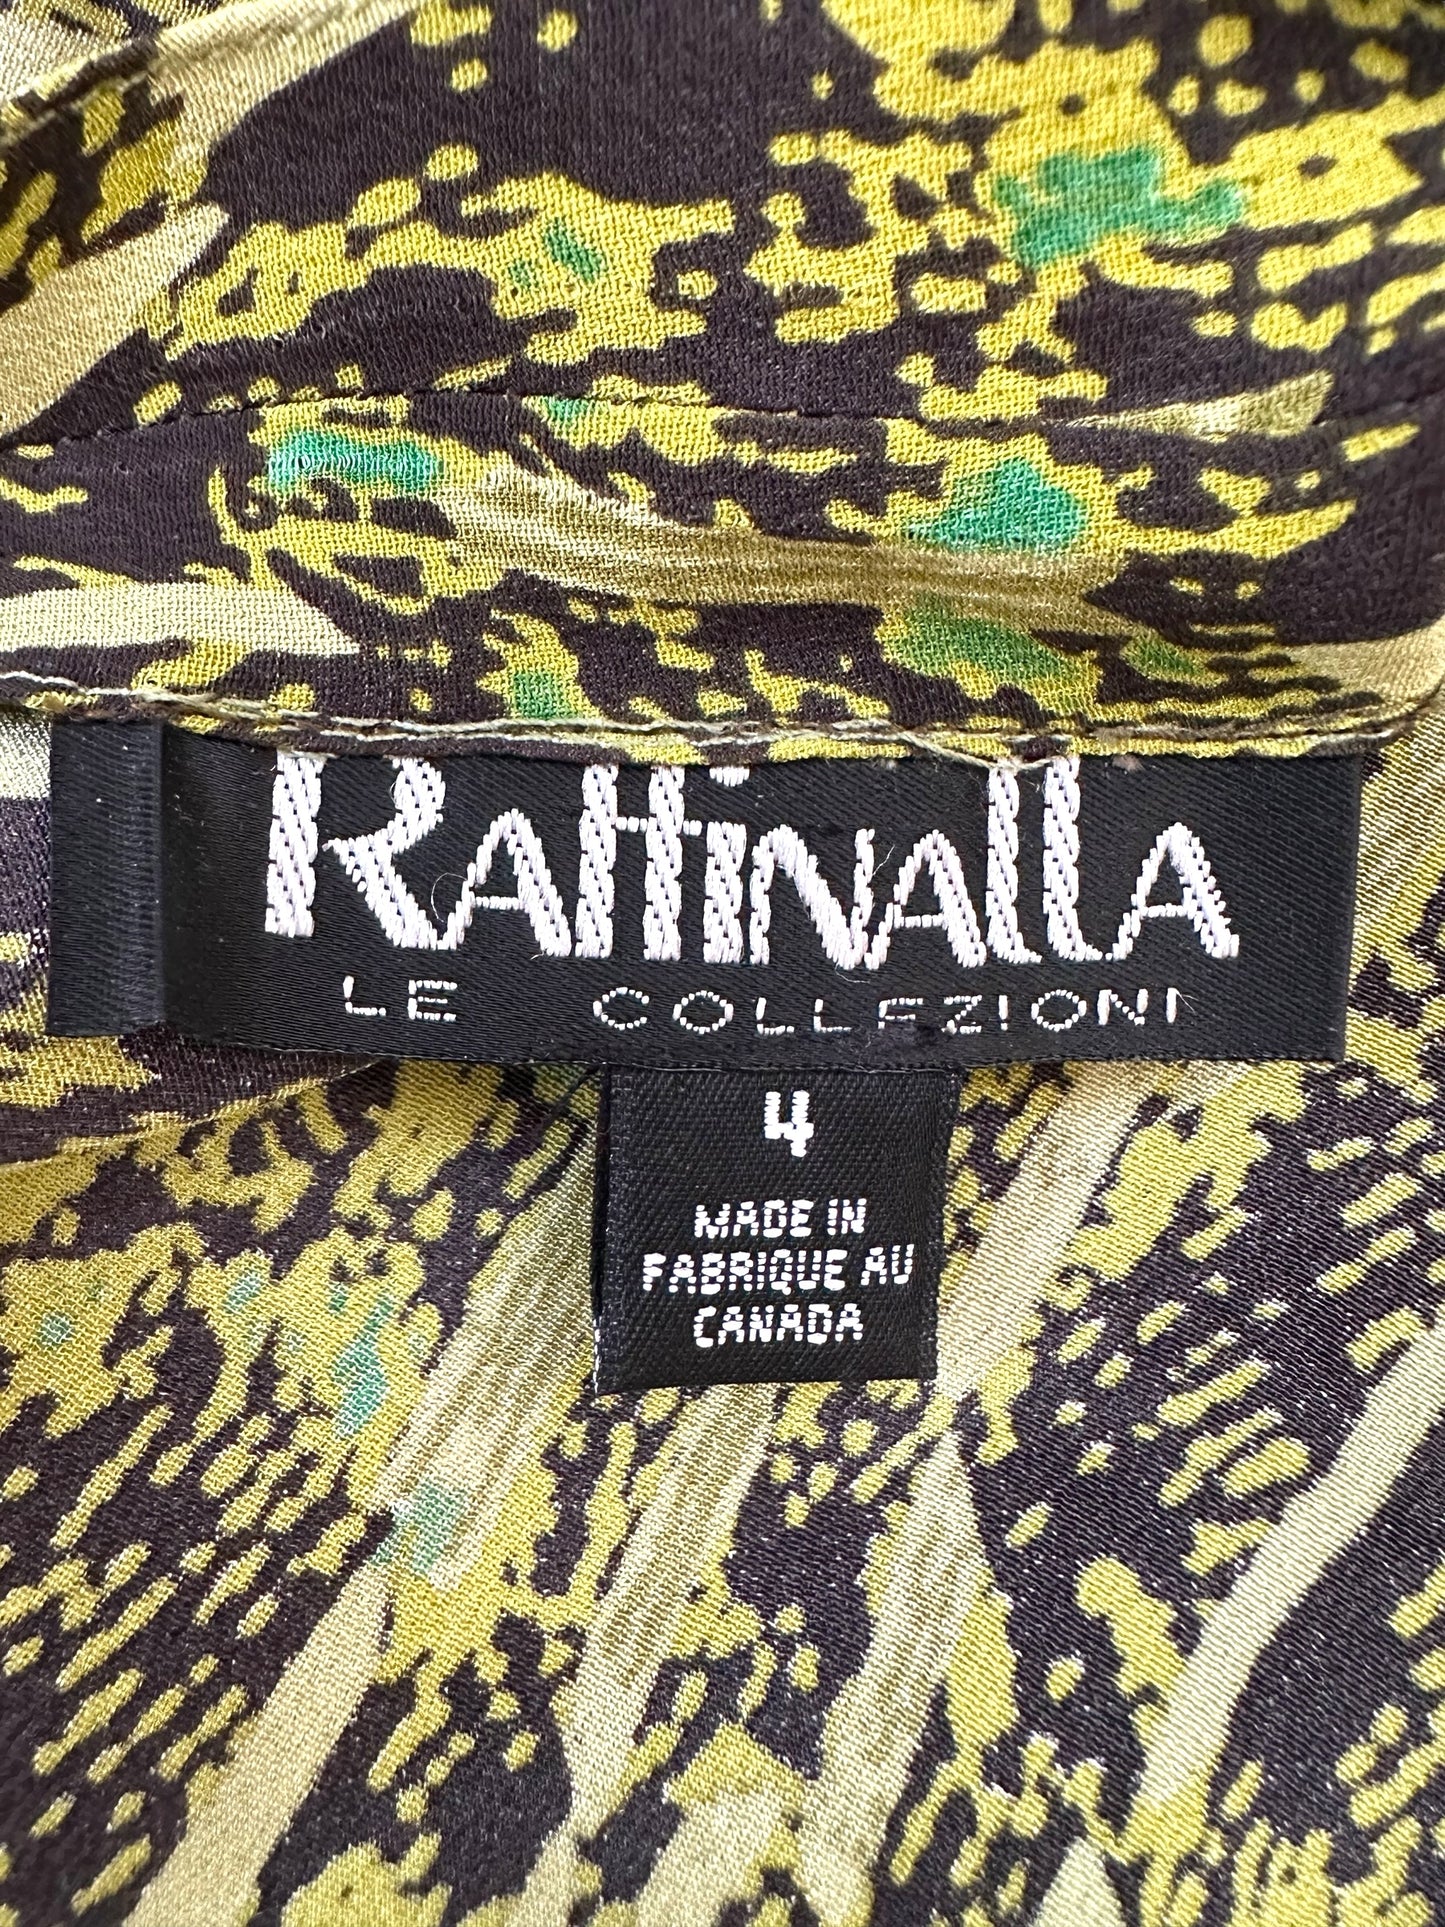 Raffinalla
LE COLLEZIONI
4
MADE IN
FABRIQUE AU
CANADA